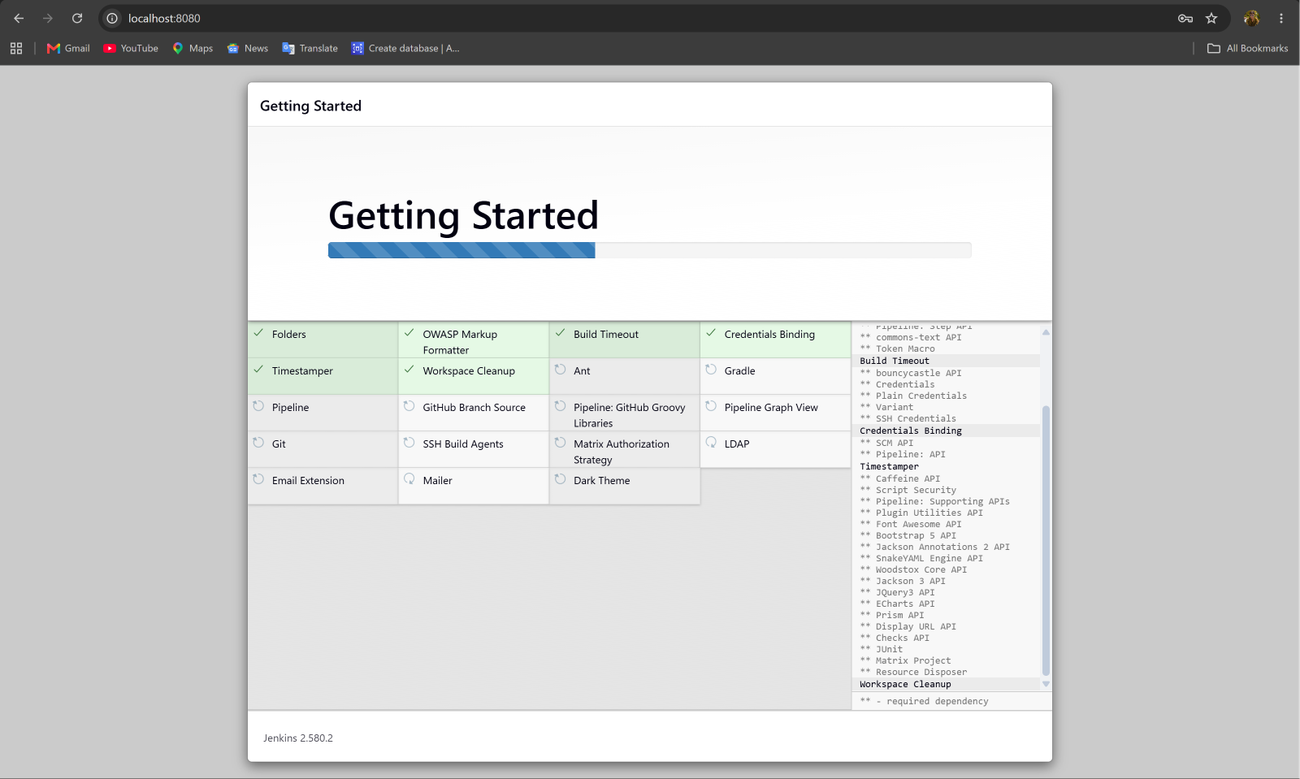 localhost:8080
Gmail
YouTube
Maps
News
Translate
Create database | A...
All Bookmarks
Getting Started
Getting Started
Folders
OWASP Markup
Formatter
Build Timeout
Credentials Binding
Timestamper
Workspace Cleanup
Ant
Gradle
Pipeline
GitHub Branch Source
Pipeline: GitHub Groovy
Libraries
Pipeline Graph View
Git
SSH Build Agents
Matrix Authorization
Strategy
LDAP
Email Extension
Mailer
Dark Theme
** Pipeline: Step API
** commons-text API
** Token Macro
Build Timeout
** bouncycastle API
** Credentials
** Plain Credentials
** Variant
** SSH Credentials
Credentials Binding
** SCM API
** Pipeline: API
Timestamper
** Caffeine API
** Script Security
** Pipeline: Supporting APIs
** Plugin Utilities API
** Font Awesome API
** Bootstrap 5 API
** Jackson Annotations 2 API
** SnakeYAML Engine API
** Woodstox Core API
** Jackson 3 API
** JQuery3 API
** ECharts API
** Prism API
** Display URL API
** Checks API
** JUnit
** Matrix Project
** Resource Disposer
Workspace Cleanup
** - required dependency
Jenkins 2.580.2